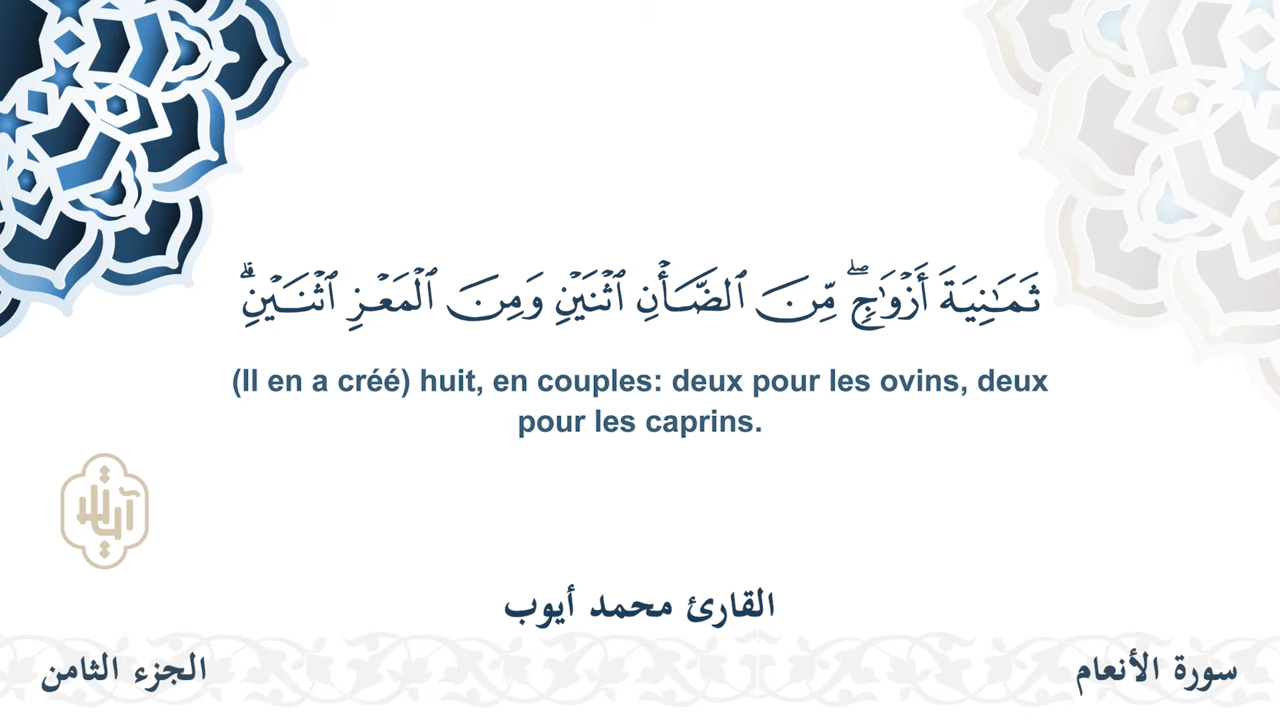 ثَمَـٰنِيَةَ أَزْوَٰجٍۢ ۖ مِّنَ ٱلضَّأْنِ ٱثْنَيْنِ وَمِنَ ٱلْمَعْزِ ٱثْنَيْنِ ۗ
(Il en a créé) huit, en couples: deux pour les ovins, deux
pour les caprins.
القارئ محمد أيوب
سورة الأنعام
الجزء الثامن